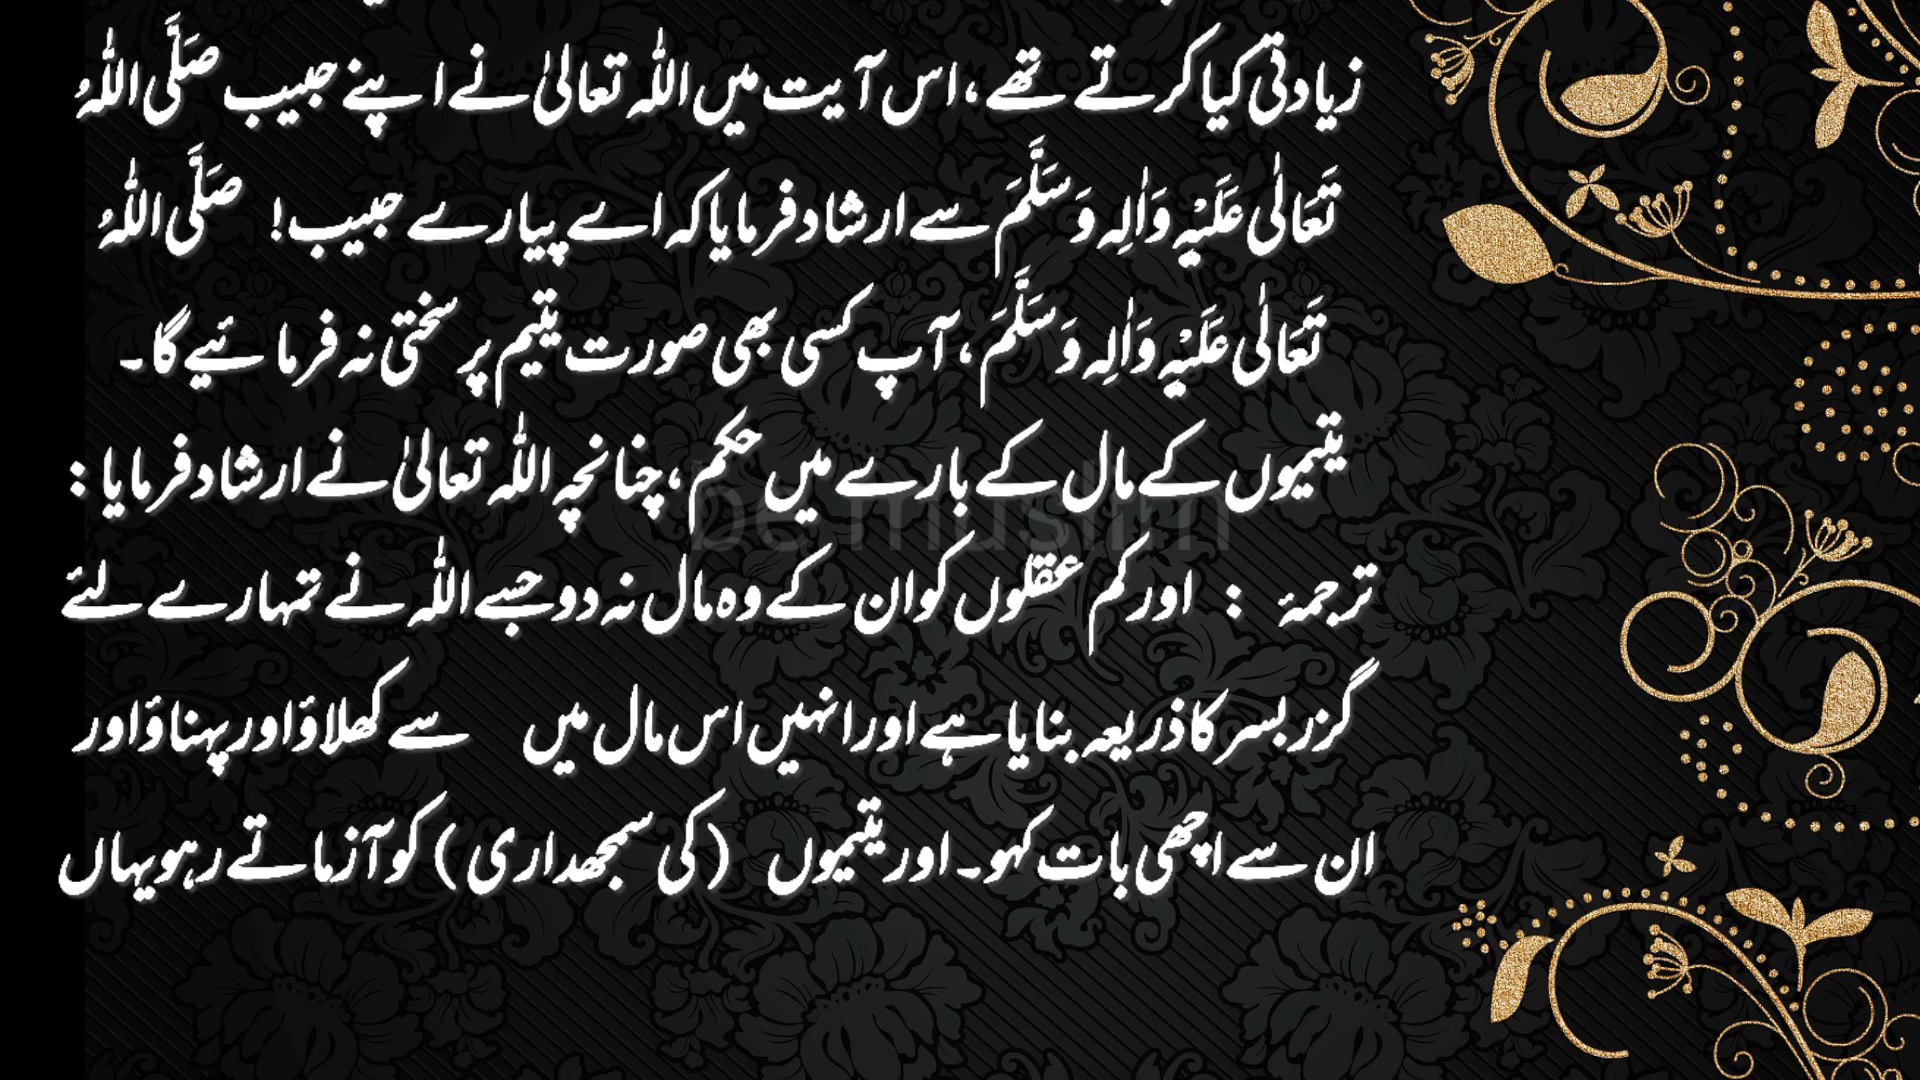 زیادتی کیا کرتے تھے، اس آیت میں اللہ تعالیٰ نے اپنے حبیب صَلَّی اللہُ
تَعَالٰی عَلَیْہِ وَاٰلِہ وَسَلَّمَ سے ارشاد فرمایا کہ اے پیارے حبیب! صَلَّی اللہُ
تَعَالٰی عَلَیْہِ وَاٰلِہ وَسَلَّمَ، آپ کسی بھی صورت یتیم پر سختی نہ فرمائیے گا۔
یتیموں کے مال کے بارے میں حکم، چنانچہ اللہ تعالیٰ نے ارشاد فرمایا :
be muslim
ترجمۂ : اور کم عقلوں کو ان کے وہ مال نہ دو جسے اللہ نے تمہارے لئے
گزر بسر کا ذریعہ بنایا ہے اور انہیں اس مال میں سے کھلاؤ اور پہناؤ اور
ان سے اچھی بات کہو۔ اور یتیموں (کی سمجھداری) کو آزماتے رہو یہاں